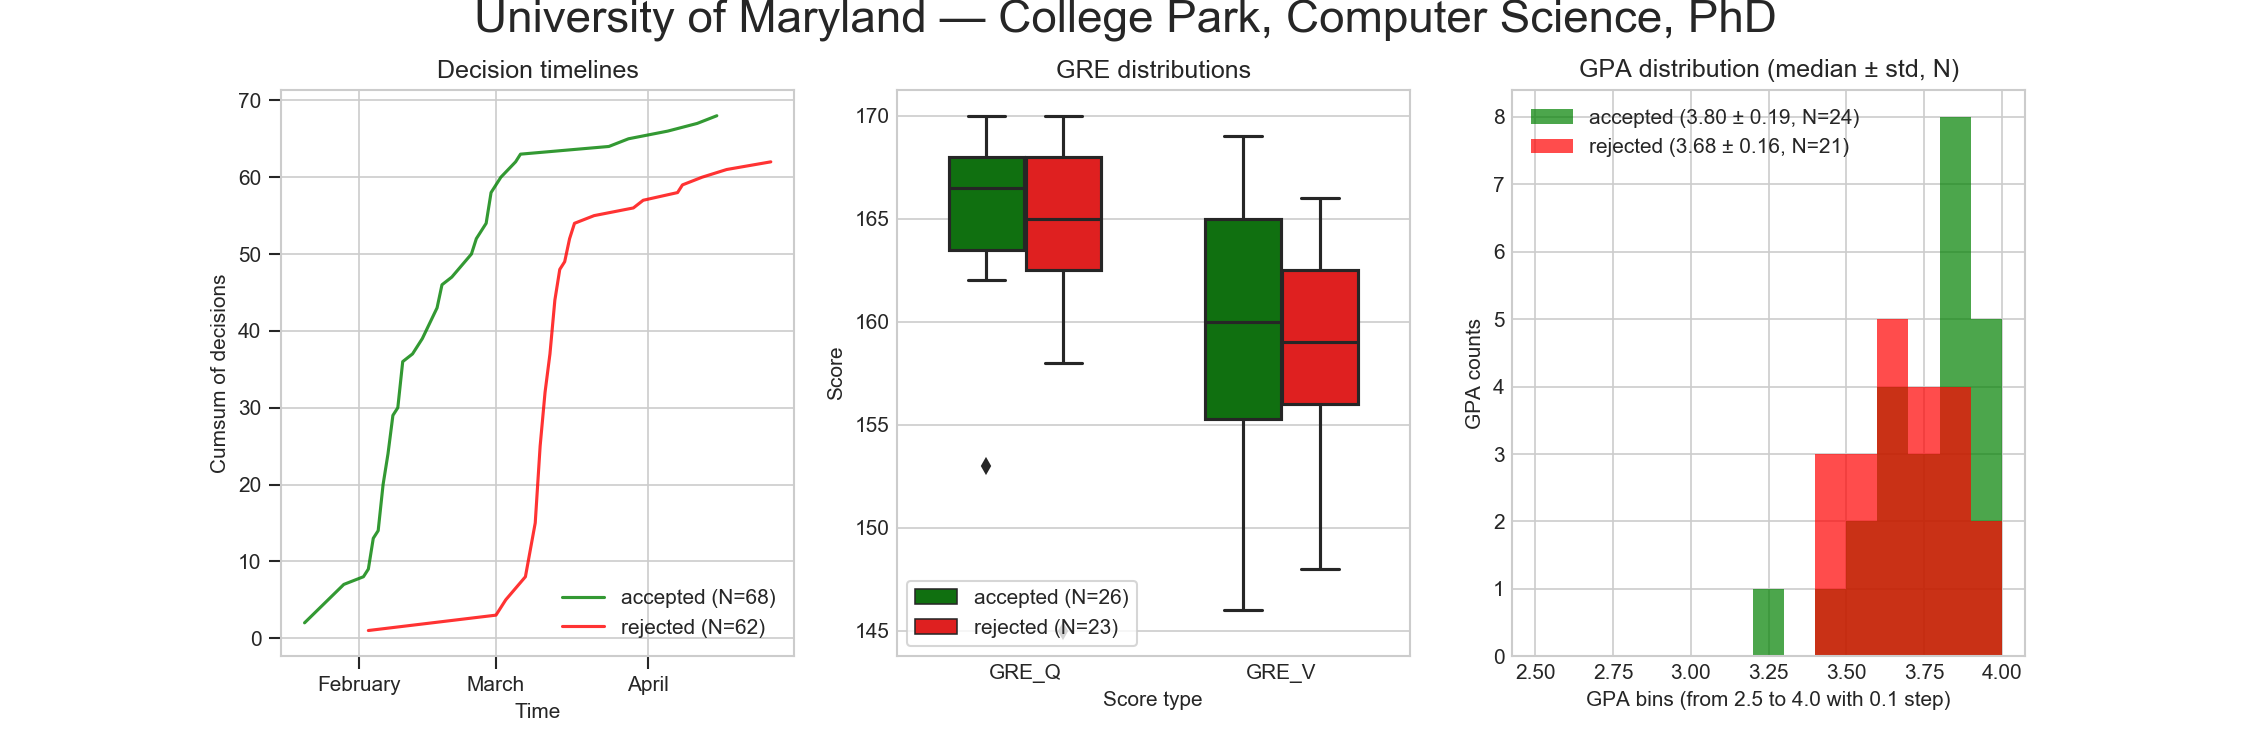 University of Maryland — College Park, Computer Science, PhD
Decision timelines
70
60
50
40
30
20
10
0
Cumsum of decisions
accepted (N=68)
rejected (N=62)
February March April
Time
GRE distributions
170
165
160
155
150
145
Score
accepted (N=26)
rejected (N=23)
GRE_Q GRE_V
Score type
GPA distribution (median ± std, N)
accepted (3.80 ± 0.19, N=24)
rejected (3.68 ± 0.16, N=21)
8
7
6
5
4
3
2
1
0
GPA counts
2.50 2.75 3.00 3.25 3.50 3.75 4.00
GPA bins (from 2.5 to 4.0 with 0.1 step)